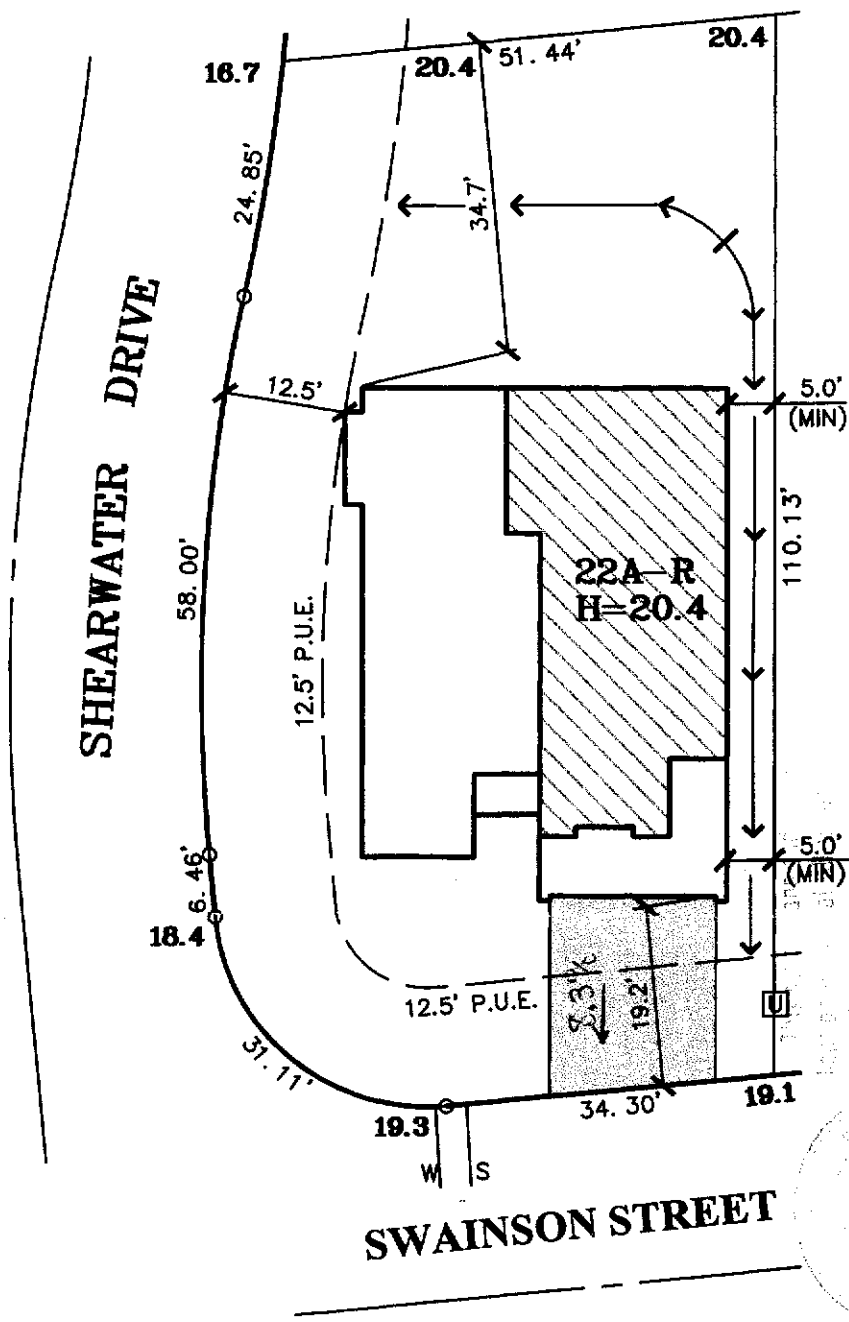 16.7
20.4
51.44'
20.4
24.85'
34.7'
SHEARWATER DRIVE
12.5'
5.0'
(MIN)
110.13'
58.00'
12.5' P.U.E.
22A-R
H=20.4
6.46'
5.0'
(MIN)
18.4
12.5' P.U.E.
19.2'
U
31.11'
19.3
34.30'
19.1
W
S
SWAINSON STREET